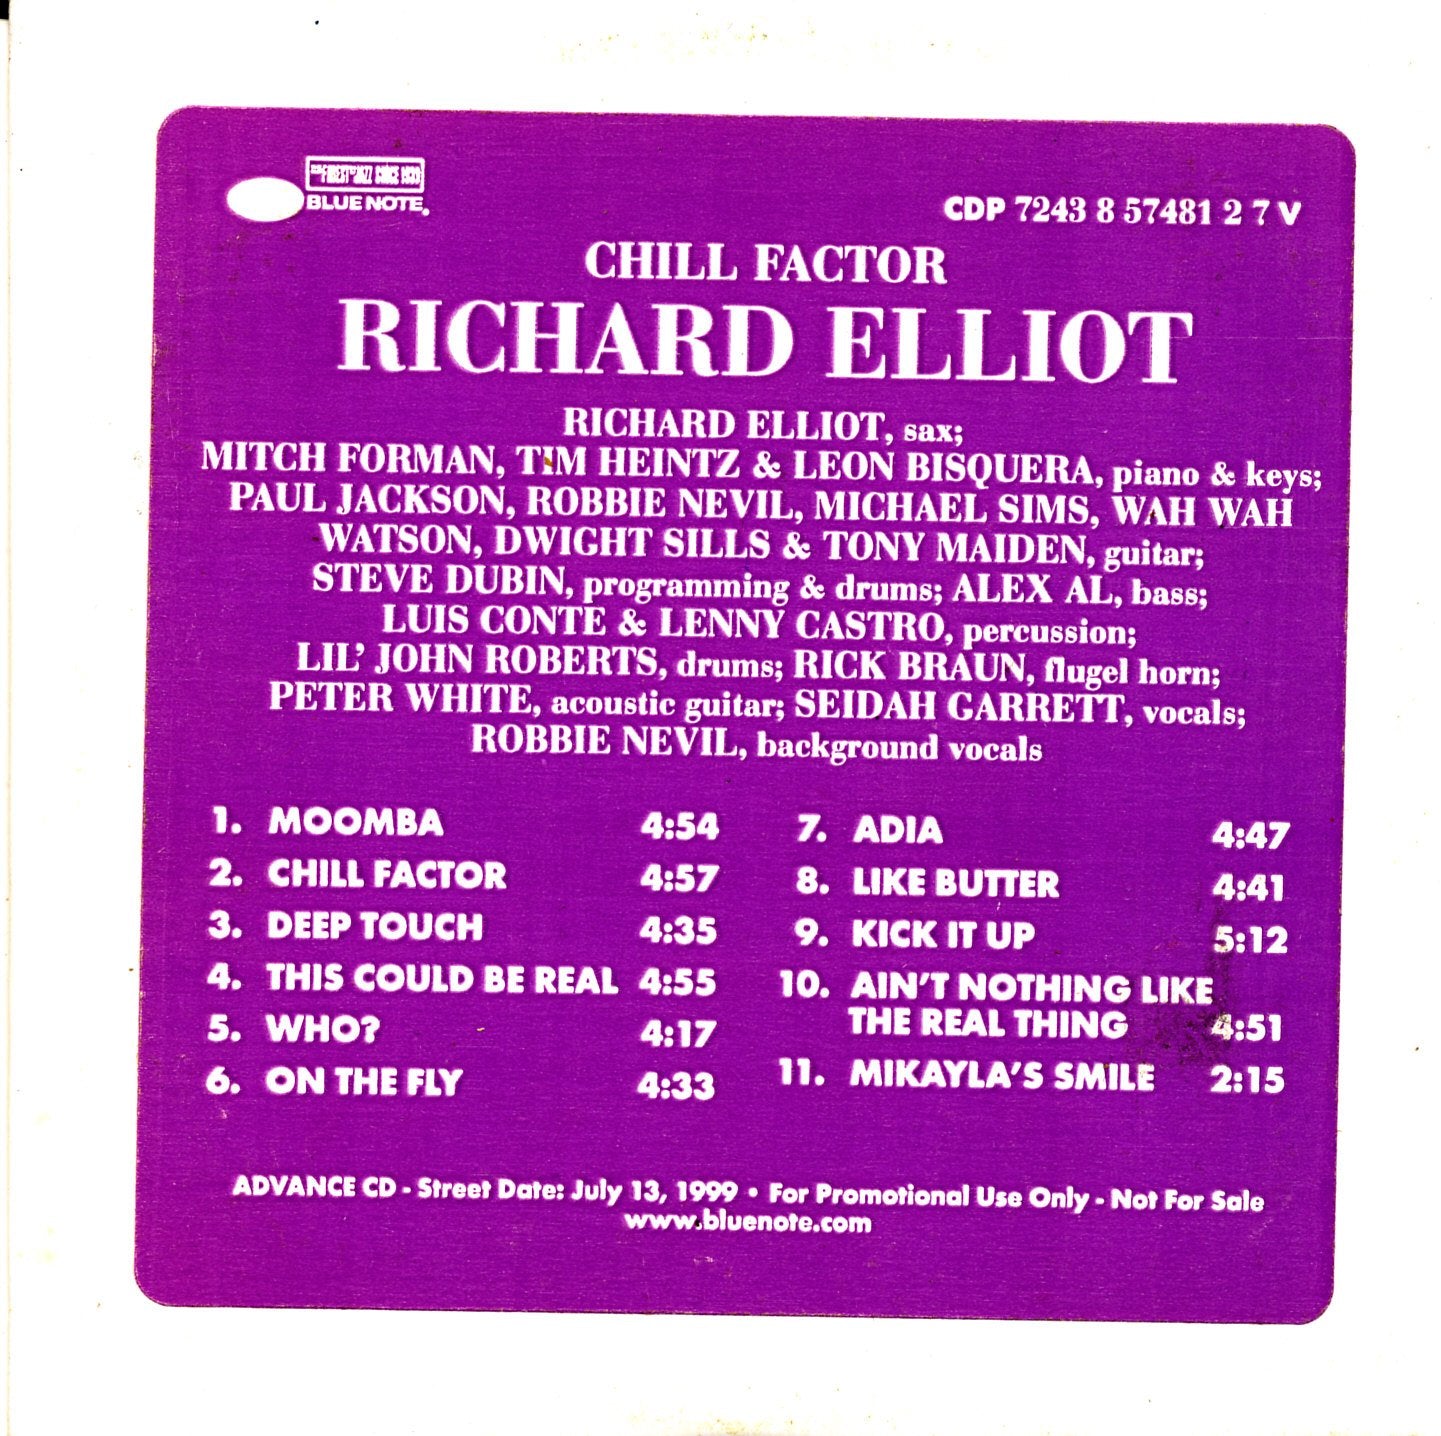 THE FINEST IN JAZZ SINCE 1939
BLUE NOTE.
CDP 7243 8 57481 2 7 V
CHILL FACTOR
RICHARD ELLIOT
RICHARD ELLIOT, sax;
MITCH FORMAN, TIM HEINTZ & LEON BISQUERA, piano & keys;
PAUL JACKSON, ROBBIE NEVIL, MICHAEL SIMS, WAH WAH
WATSON, DWIGHT SILLS & TONY MAIDEN, guitar;
STEVE DUBIN, programming & drums; ALEX AL, bass;
LUIS CONTE & LENNY CASTRO, percussion;
LIL' JOHN ROBERTS, drums; RICK BRAUN, flugel horn;
PETER WHITE, acoustic guitar; SEIDAH GARRETT, vocals;
ROBBIE NEVIL, background vocals
1. MOOMBA 4:54
2. CHILL FACTOR 4:57
3. DEEP TOUCH 4:35
4. THIS COULD BE REAL 4:55
5. WHO? 4:17
6. ON THE FLY 4:33
7. ADIA 4:47
8. LIKE BUTTER 4:41
9. KICK IT UP 5:12
10. AIN'T NOTHING LIKE
THE REAL THING 4:51
11. MIKAYLA'S SMILE 2:15
ADVANCE CD - Street Date: July 13, 1999 • For Promotional Use Only - Not For Sale
www.bluenote.com